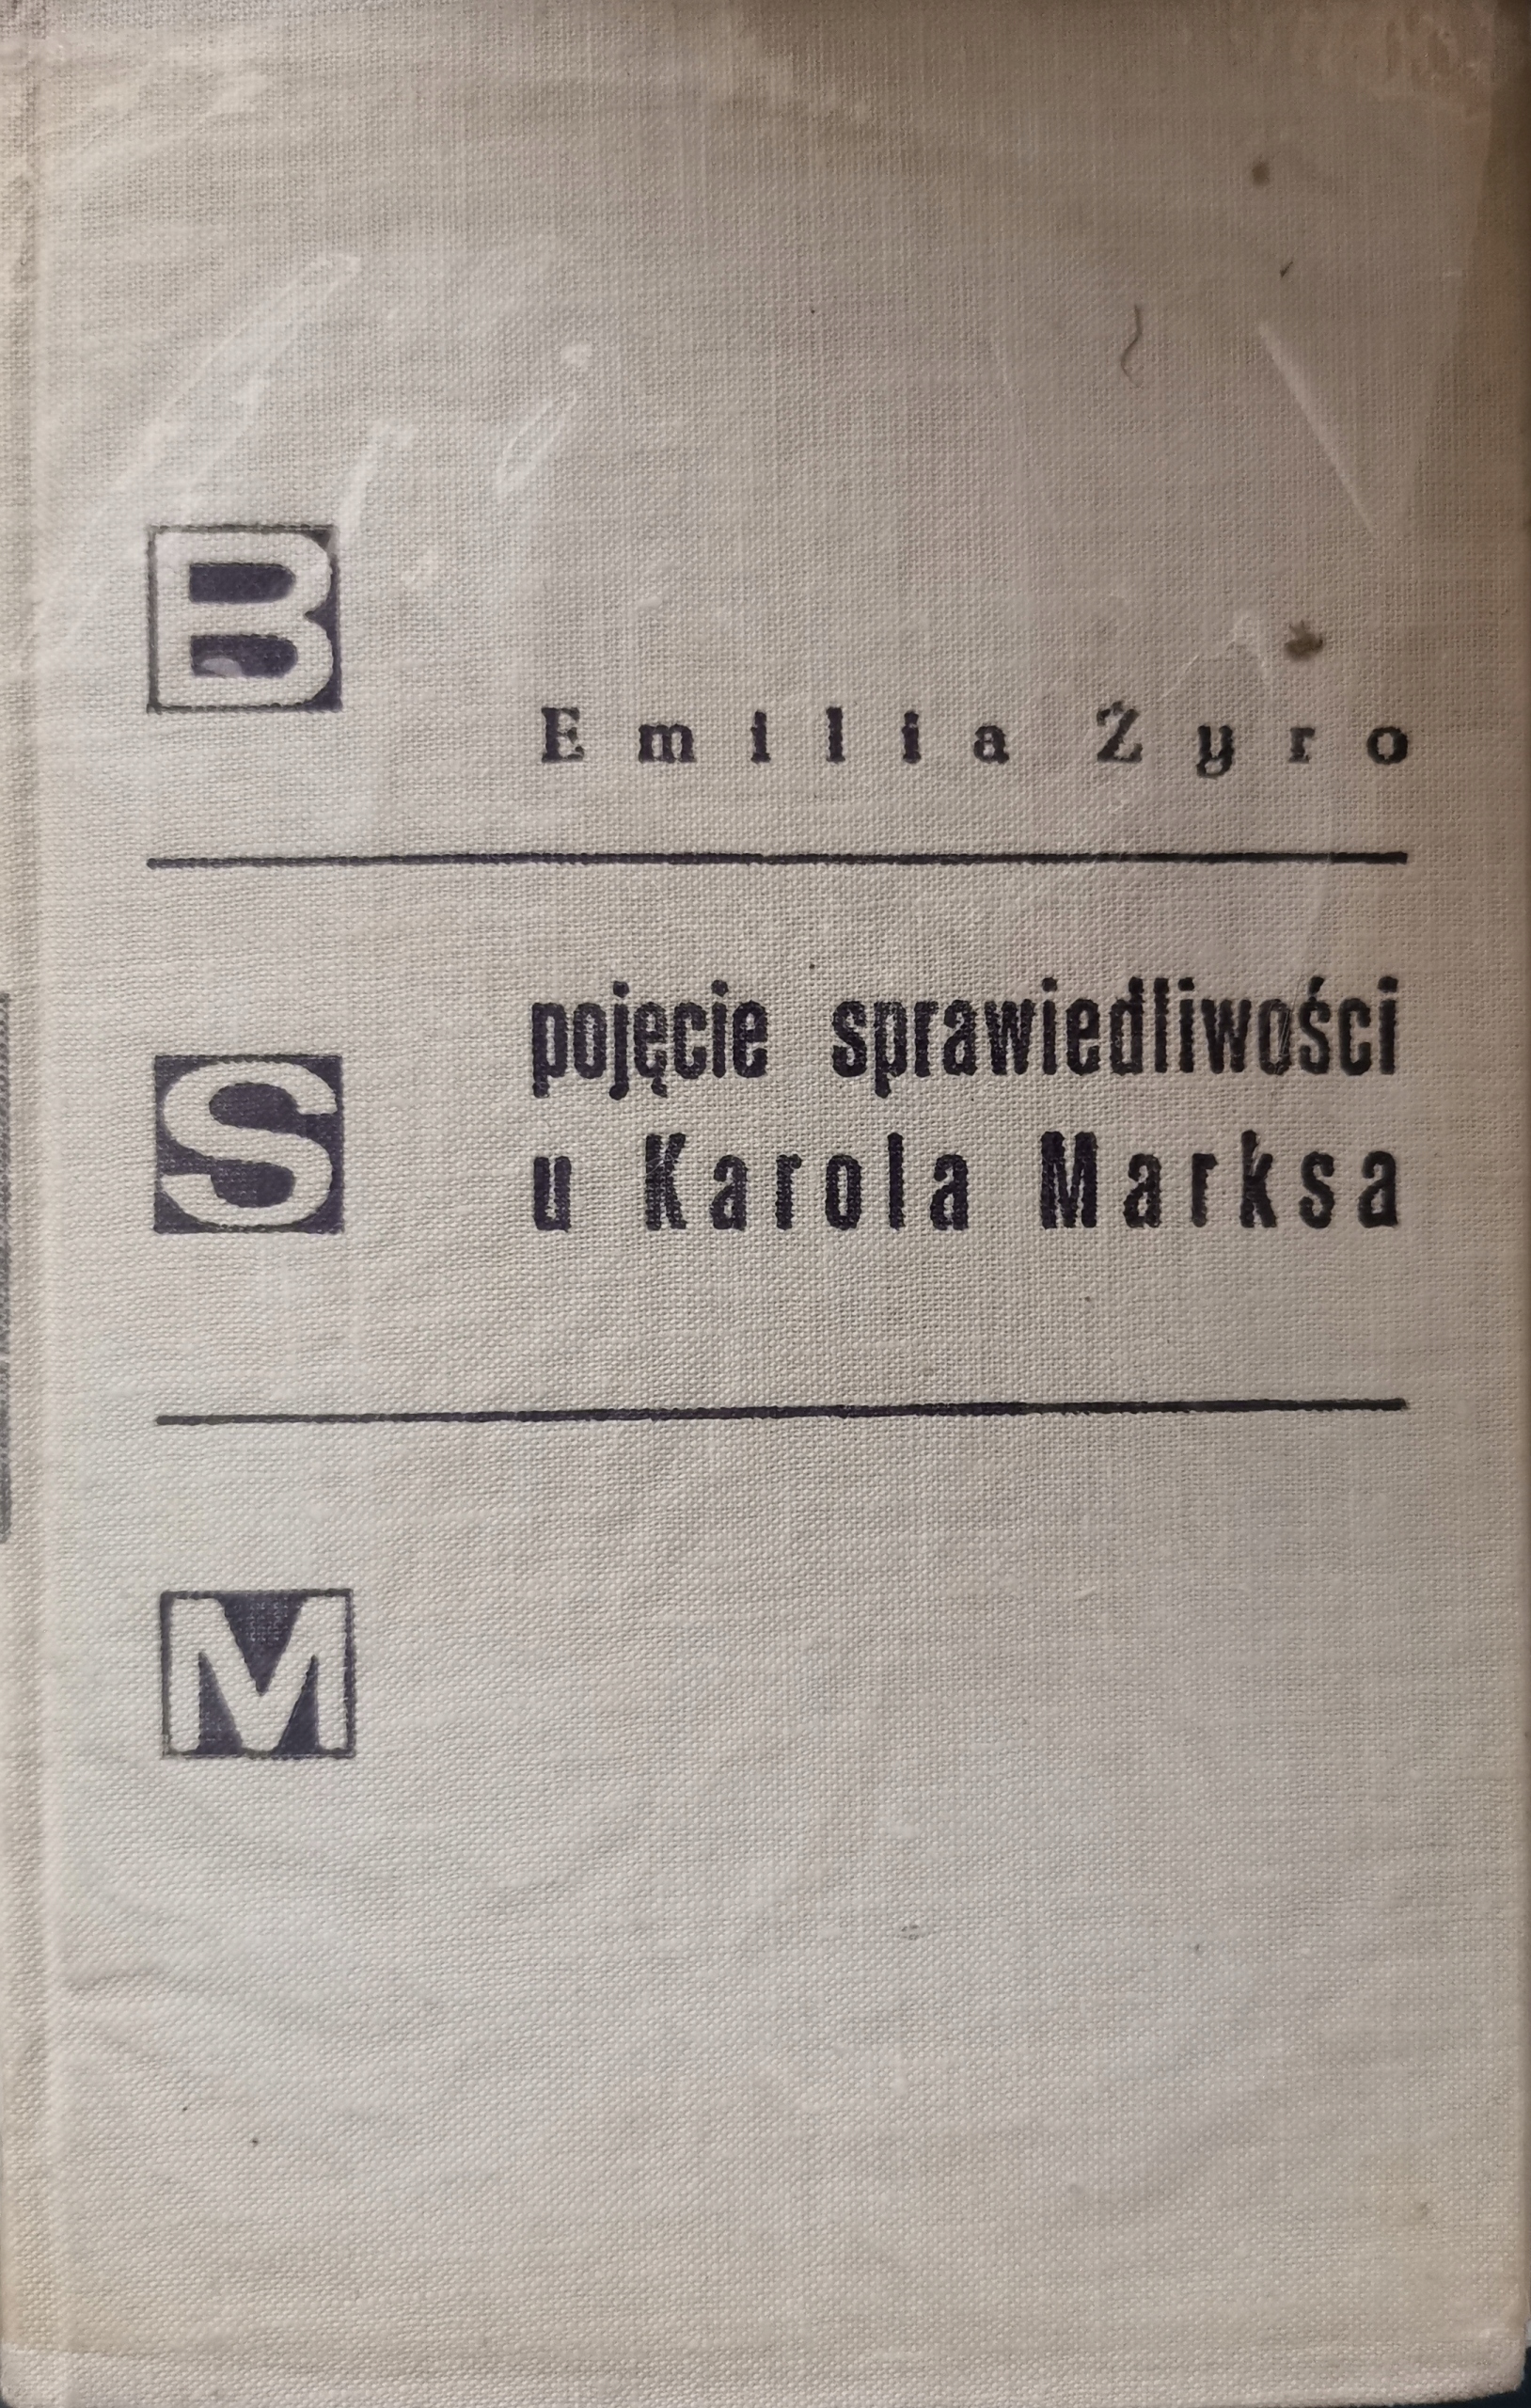 B
Emilia Żyro
pojęcie sprawiedliwości
S
u Karola Marksa
M